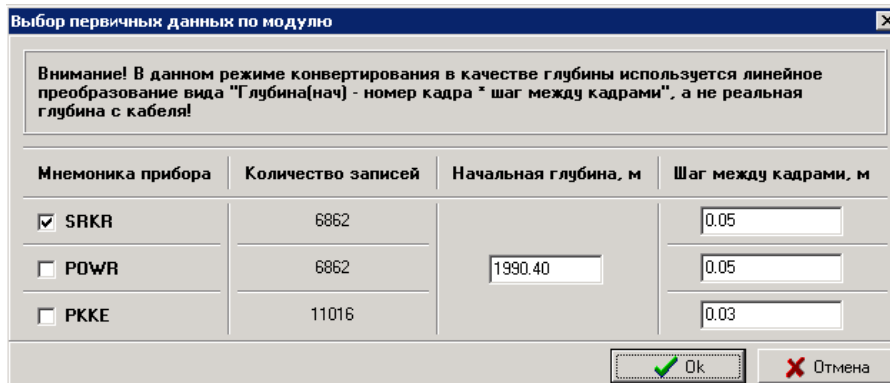 Выбор первичных данных по модулю
Внимание! В данном режиме конвертирования в качестве глубины используется линейное
преобразование вида "Глубина(нач) - номер кадра * шаг между кадрами", а не реальная
глубина с кабеля!
Мнемоника прибора Количество записей Начальная глубина, м Шаг между кадрами, м
SRKR 6862 0.05
POWR 6862 1990.40 0.05
PKKE 11016 0.03
Ok Отмена